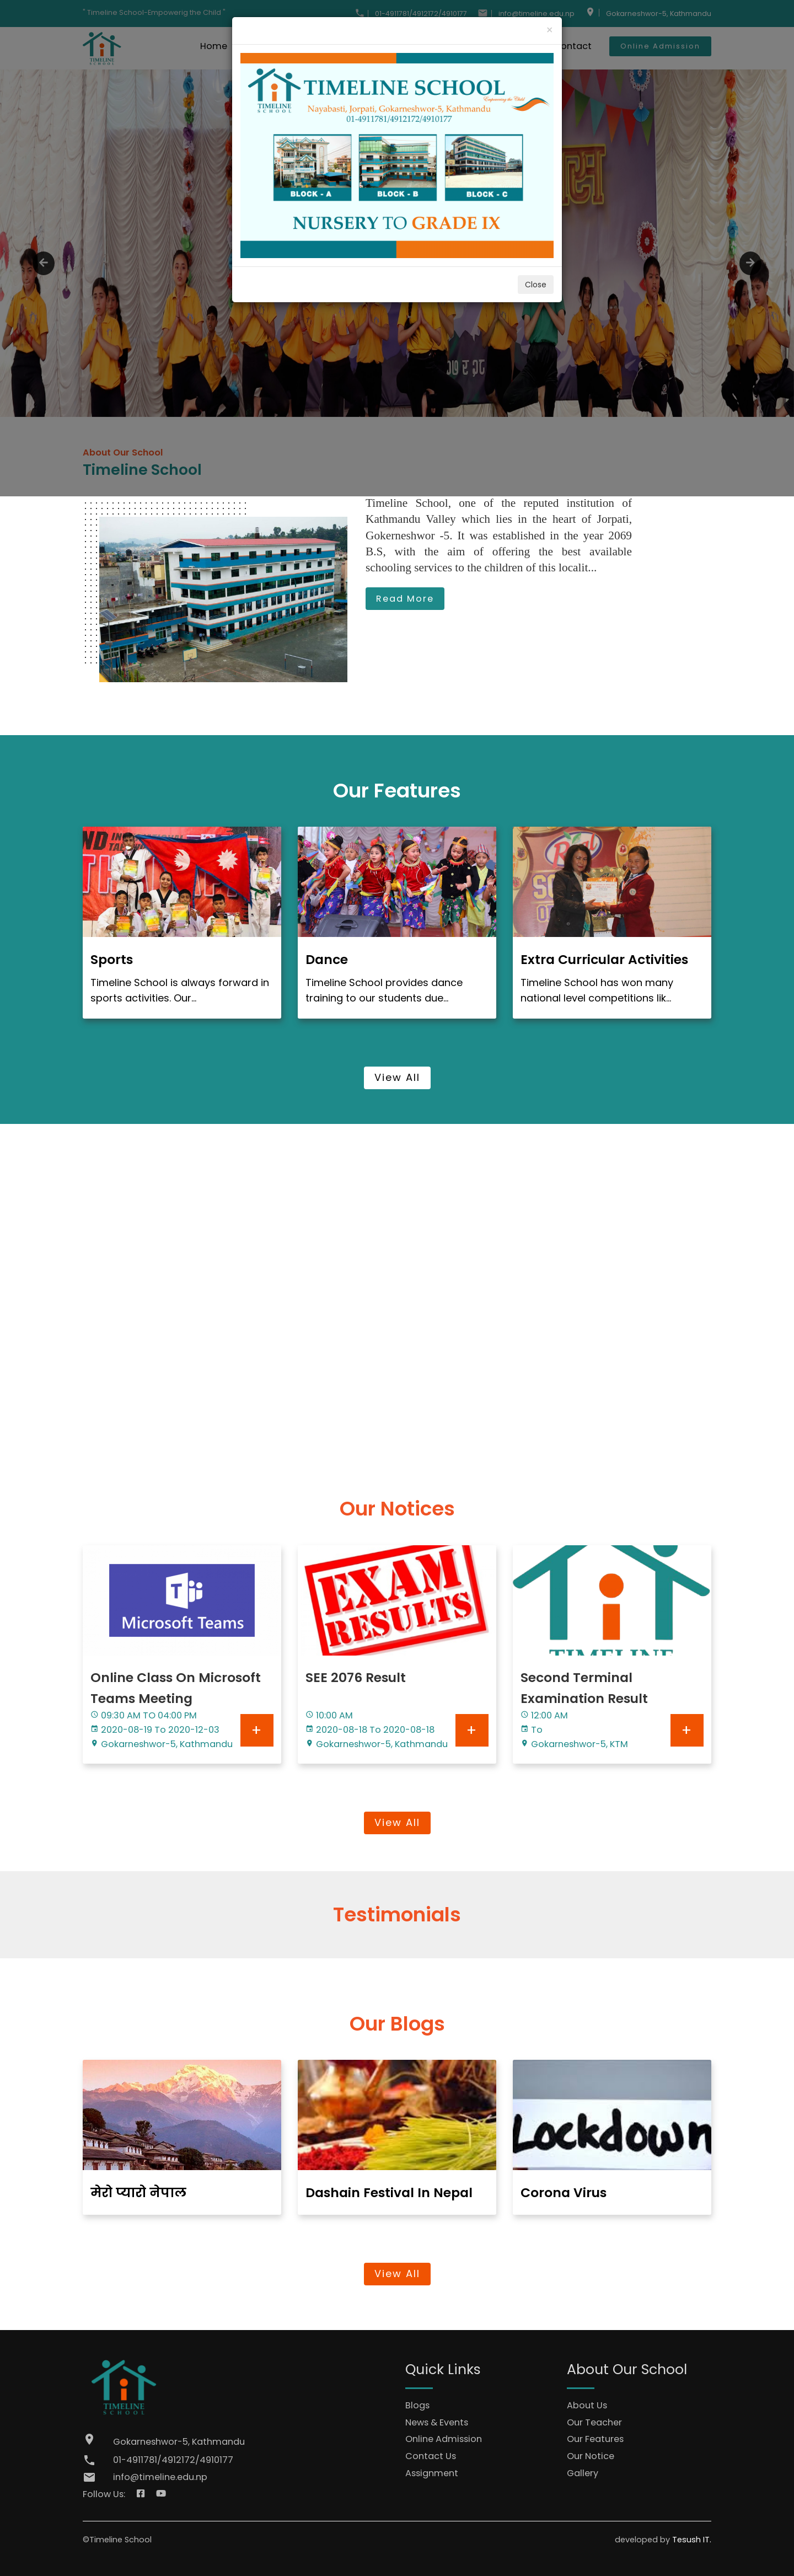 " Timeline School-Empowerig the Child "
01-4911781/4912172/4910177
info@timeline.edu.np
Gokarneshwor-5, Kathmandu
TIMELINE
SCHOOL
Home
Online Admission
×
TIMELINE
SCHOOL
TIMELINE SCHOOL
Empowering the Child
Nayabasti, Jorpati, Gokarneshwor-5, Kathmandu
01-4911781/4912172/4910177
BLOCK - A
BLOCK - B
BLOCK - C
NURSERY TO GRADE IX
Close
About Our School
Timeline School
Timeline School, one of the reputed institution of
Kathmandu Valley which lies in the heart of Jorpati,
Gokerneshwor -5. It was established in the year 2069
B.S, with the aim of offering the best available
schooling services to the children of this localit...
Read More
Our Features
Sports
Timeline School is always forward in
sports activities. Our...
Dance
Timeline School provides dance
training to our students due...
Extra Curricular Activities
Timeline School has won many
national level competitions lik...
View All
Our Notices
Microsoft Teams
Online Class On Microsoft
Teams Meeting
09:30 AM TO 04:00 PM
2020-08-19 To 2020-12-03
Gokarneshwor-5, Kathmandu
+
EXAM
RESULTS
SEE 2076 Result
10:00 AM
2020-08-18 To 2020-08-18
Gokarneshwor-5, Kathmandu
+
TIMELINE
Second Terminal
Examination Result
12:00 AM
To
Gokarneshwor-5, KTM
+
View All
Testimonials
Our Blogs
मेरो प्यारो नेपाल
Dashain Festival In Nepal
Lockdown
Corona Virus
View All
TIMELINE
SCHOOL
Gokarneshwor-5, Kathmandu
01-4911781/4912172/4910177
info@timeline.edu.np
Follow Us:
Quick Links
Blogs
News & Events
Online Admission
Contact Us
Assignment
About Our School
About Us
Our Teacher
Our Features
Our Notice
Gallery
©Timeline School
developed by Tesush IT.